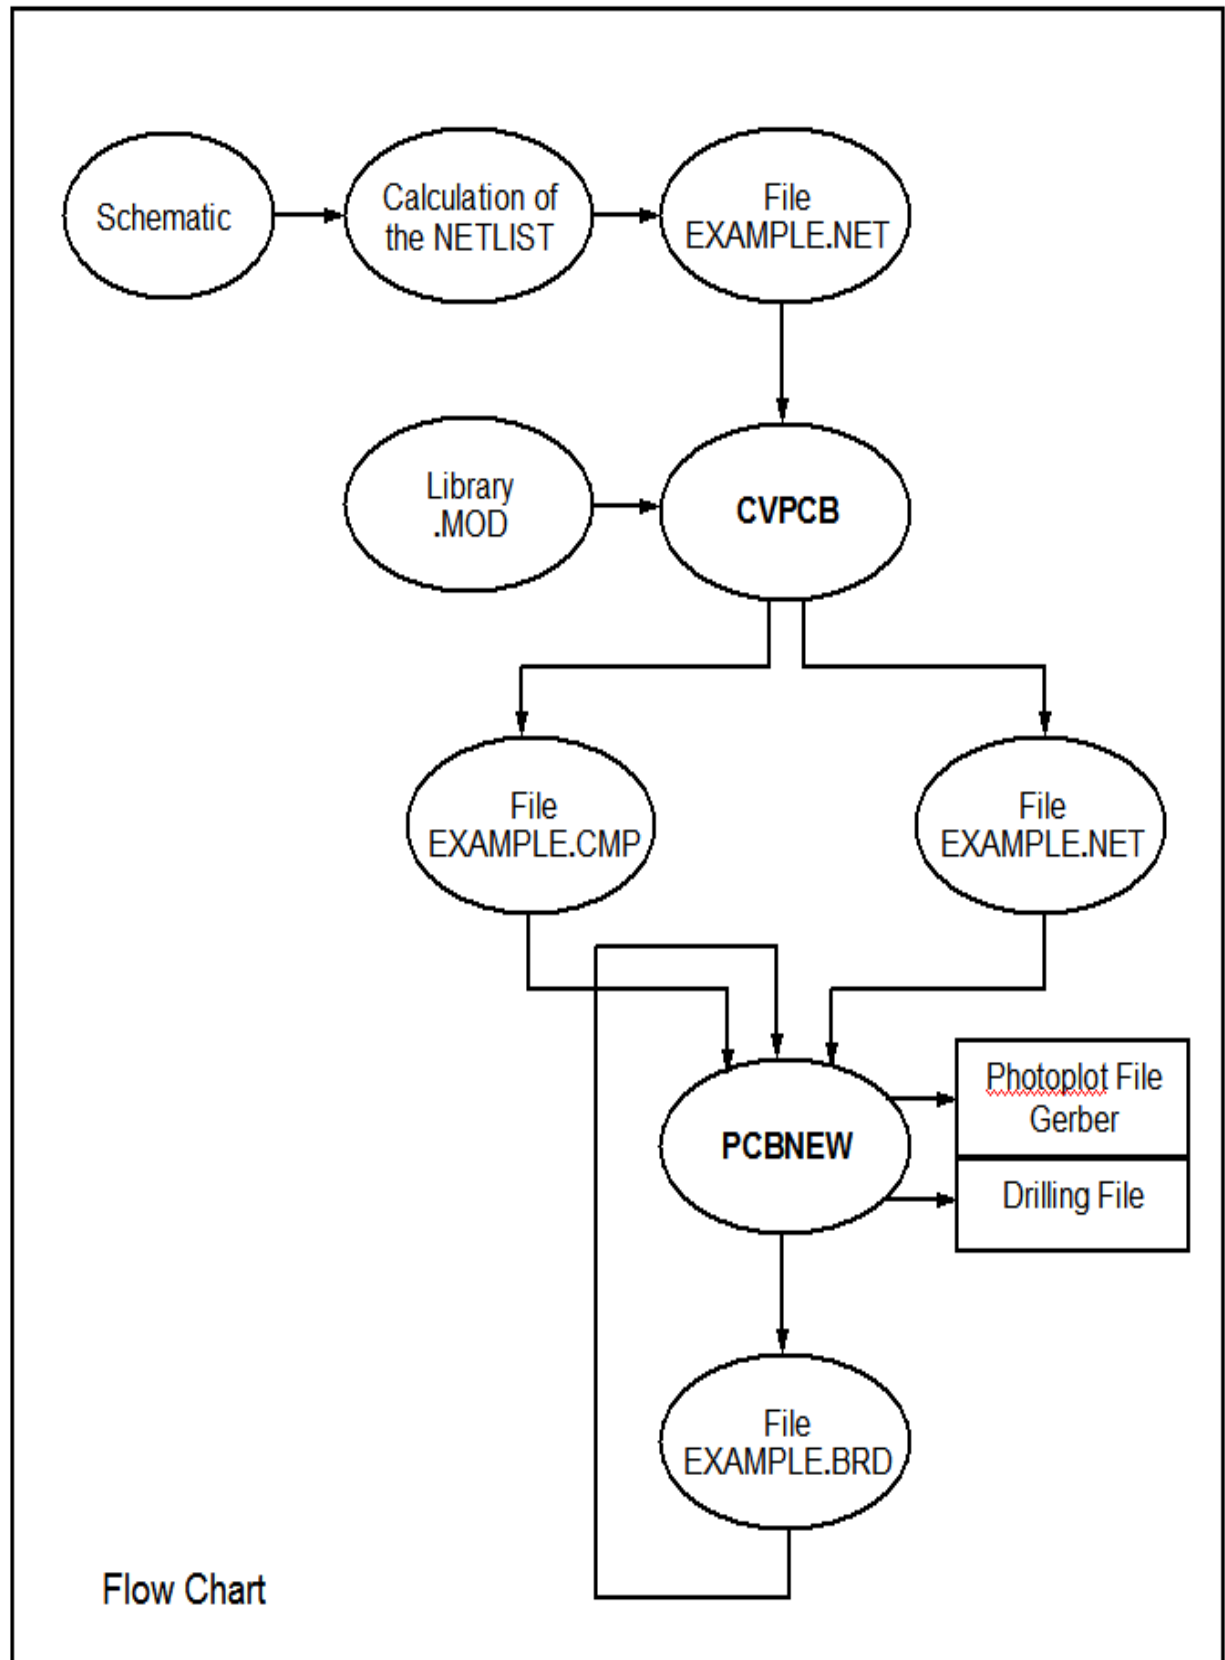 Schematic
Calculation of
the NETLIST
File
EXAMPLE.NET
Library
.MOD
CVPCB
File
EXAMPLE.CMP
File
EXAMPLE.NET
Photoplot File
Gerber
PCBNEW
Drilling File
File
EXAMPLE.BRD
Flow Chart